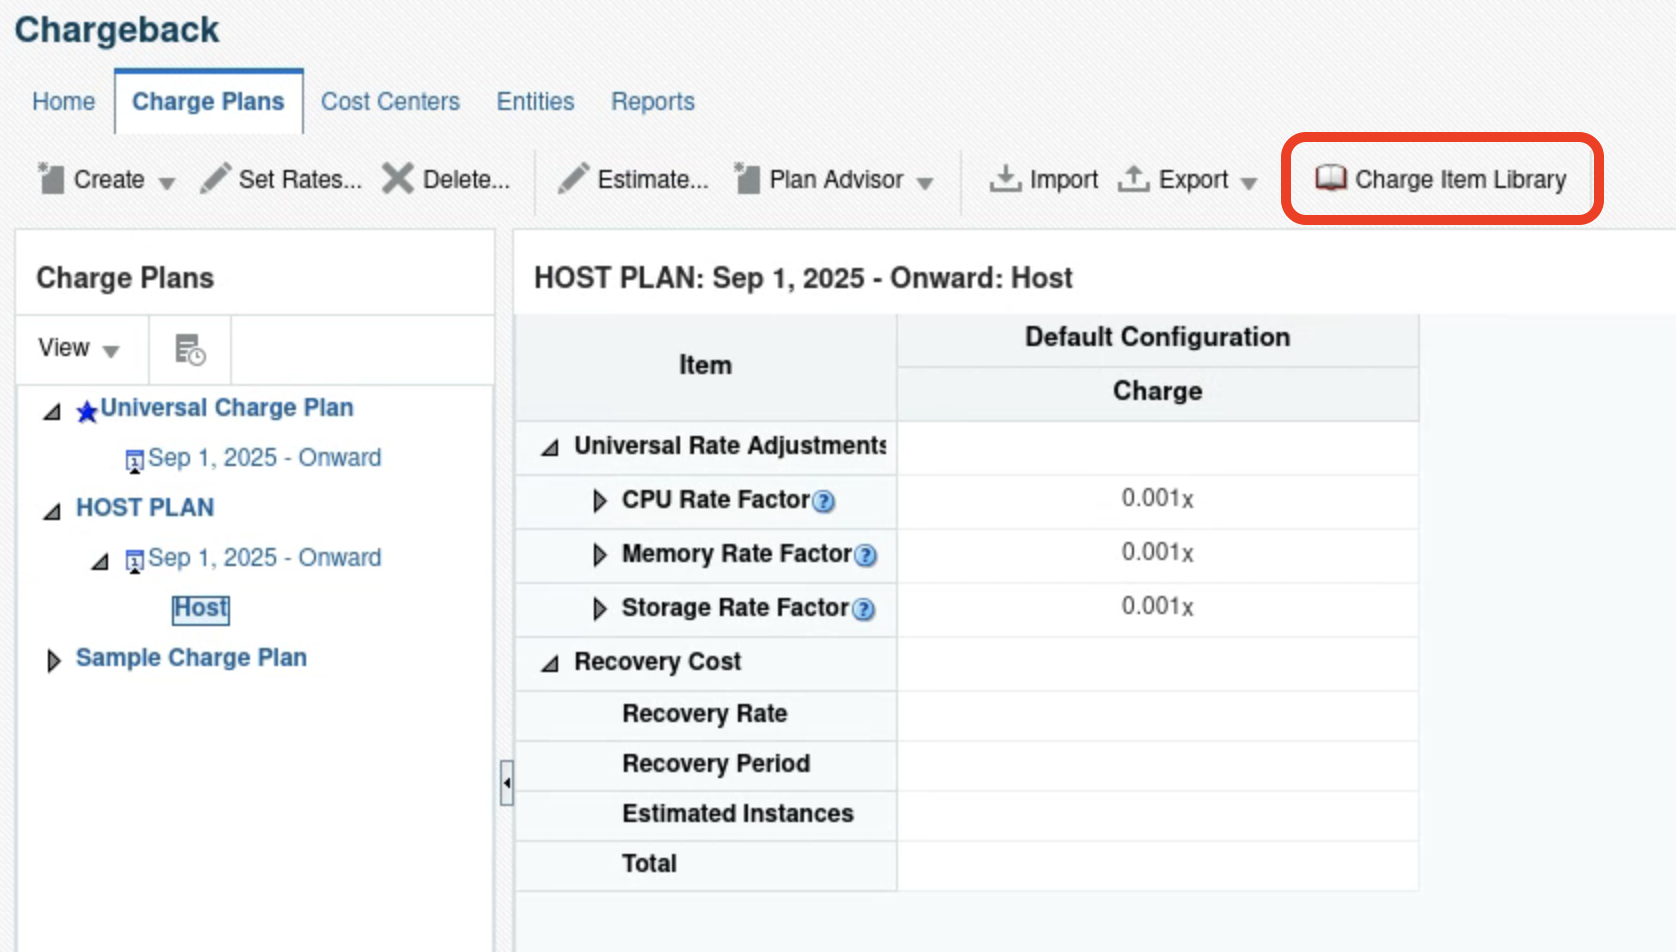 Chargeback
Home Charge Plans Cost Centers Entities Reports
Create Set Rates... Delete... Estimate... Plan Advisor Import Export Charge Item Library
Charge Plans
View
Universal Charge Plan
Sep 1, 2025 - Onward
HOST PLAN
Sep 1, 2025 - Onward
Host
Sample Charge Plan
HOST PLAN: Sep 1, 2025 - Onward: Host
Item
Default Configuration
Charge
Universal Rate Adjustments
CPU Rate Factor 0.001x
Memory Rate Factor 0.001x
Storage Rate Factor 0.001x
Recovery Cost
Recovery Rate
Recovery Period
Estimated Instances
Total